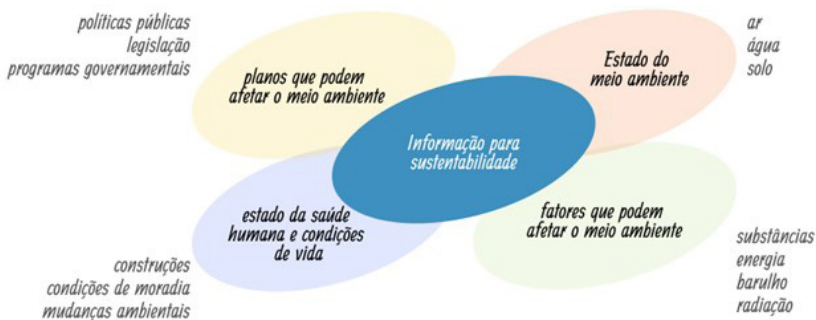 políticas públicas
legislação
programas governamentais
planos que podem
afetar o meio ambiente
Estado do
meio ambiente
ar
água
solo
Informação para
sustentabilidade
estado da saúde
humana e condições
de vida
fatores que podem
afetar o meio ambiente
construções
condições de moradia
mudanças ambientais
substâncias
energia
barulho
radiação